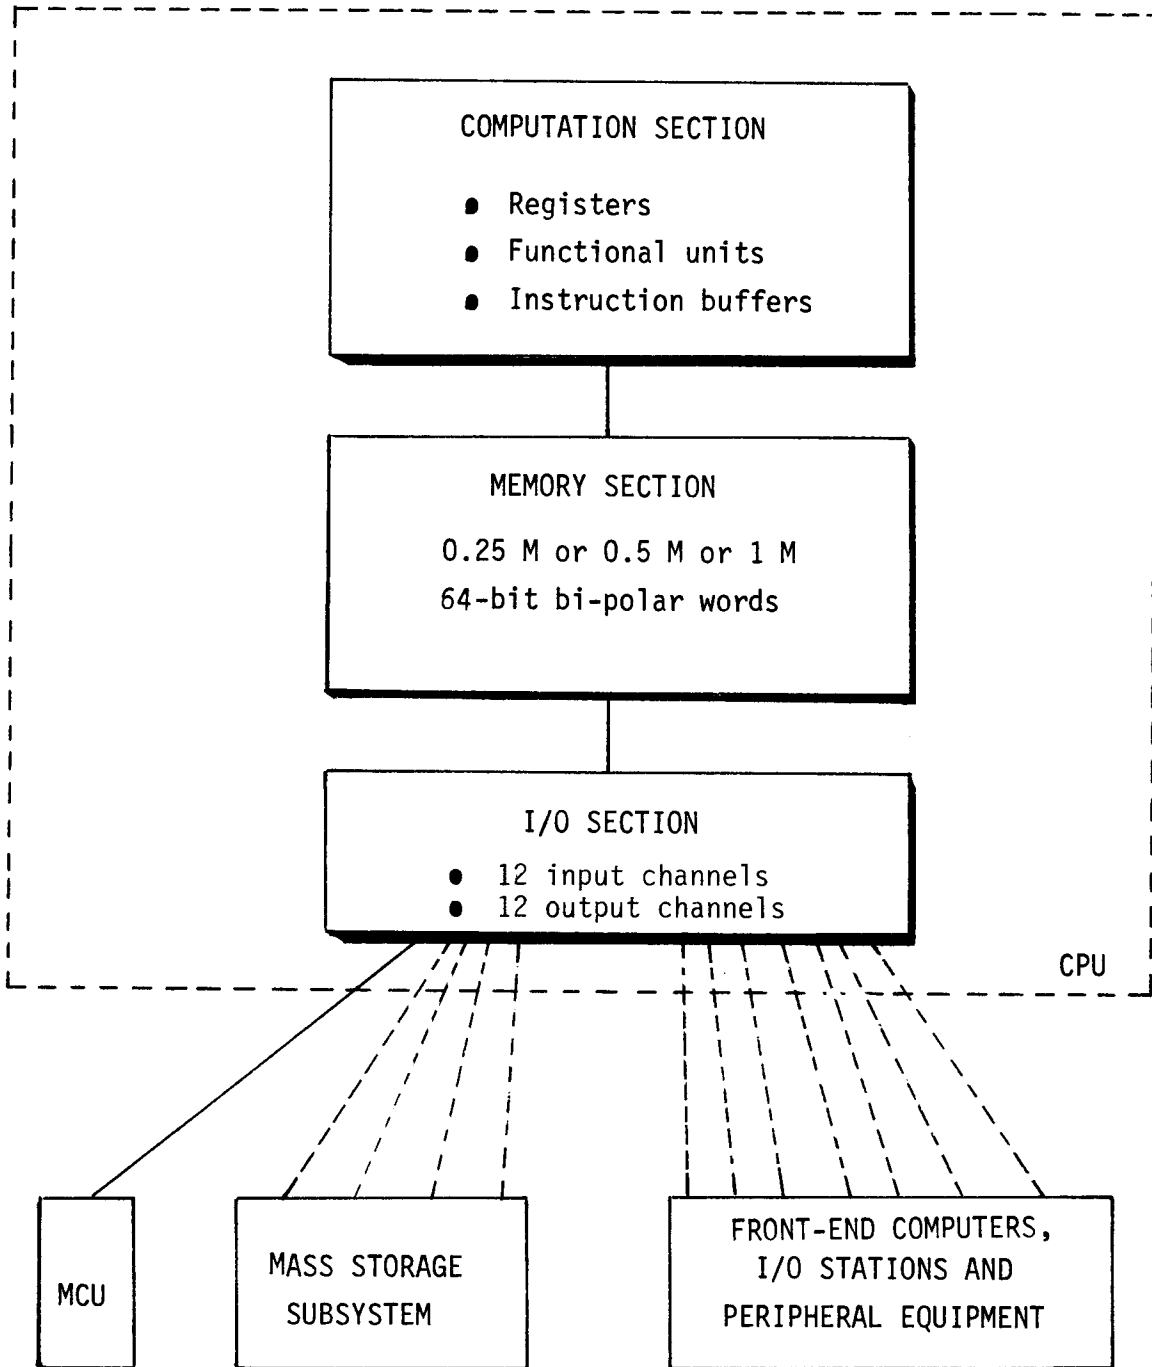 COMPUTATION SECTION
● Registers
● Functional units
● Instruction buffers
MEMORY SECTION
0.25 M or 0.5 M or 1 M
64-bit bi-polar words
I/O SECTION
● 12 input channels
● 12 output channels
CPU
MCU
MASS STORAGE
SUBSYSTEM
FRONT-END COMPUTERS,
I/O STATIONS AND
PERIPHERAL EQUIPMENT